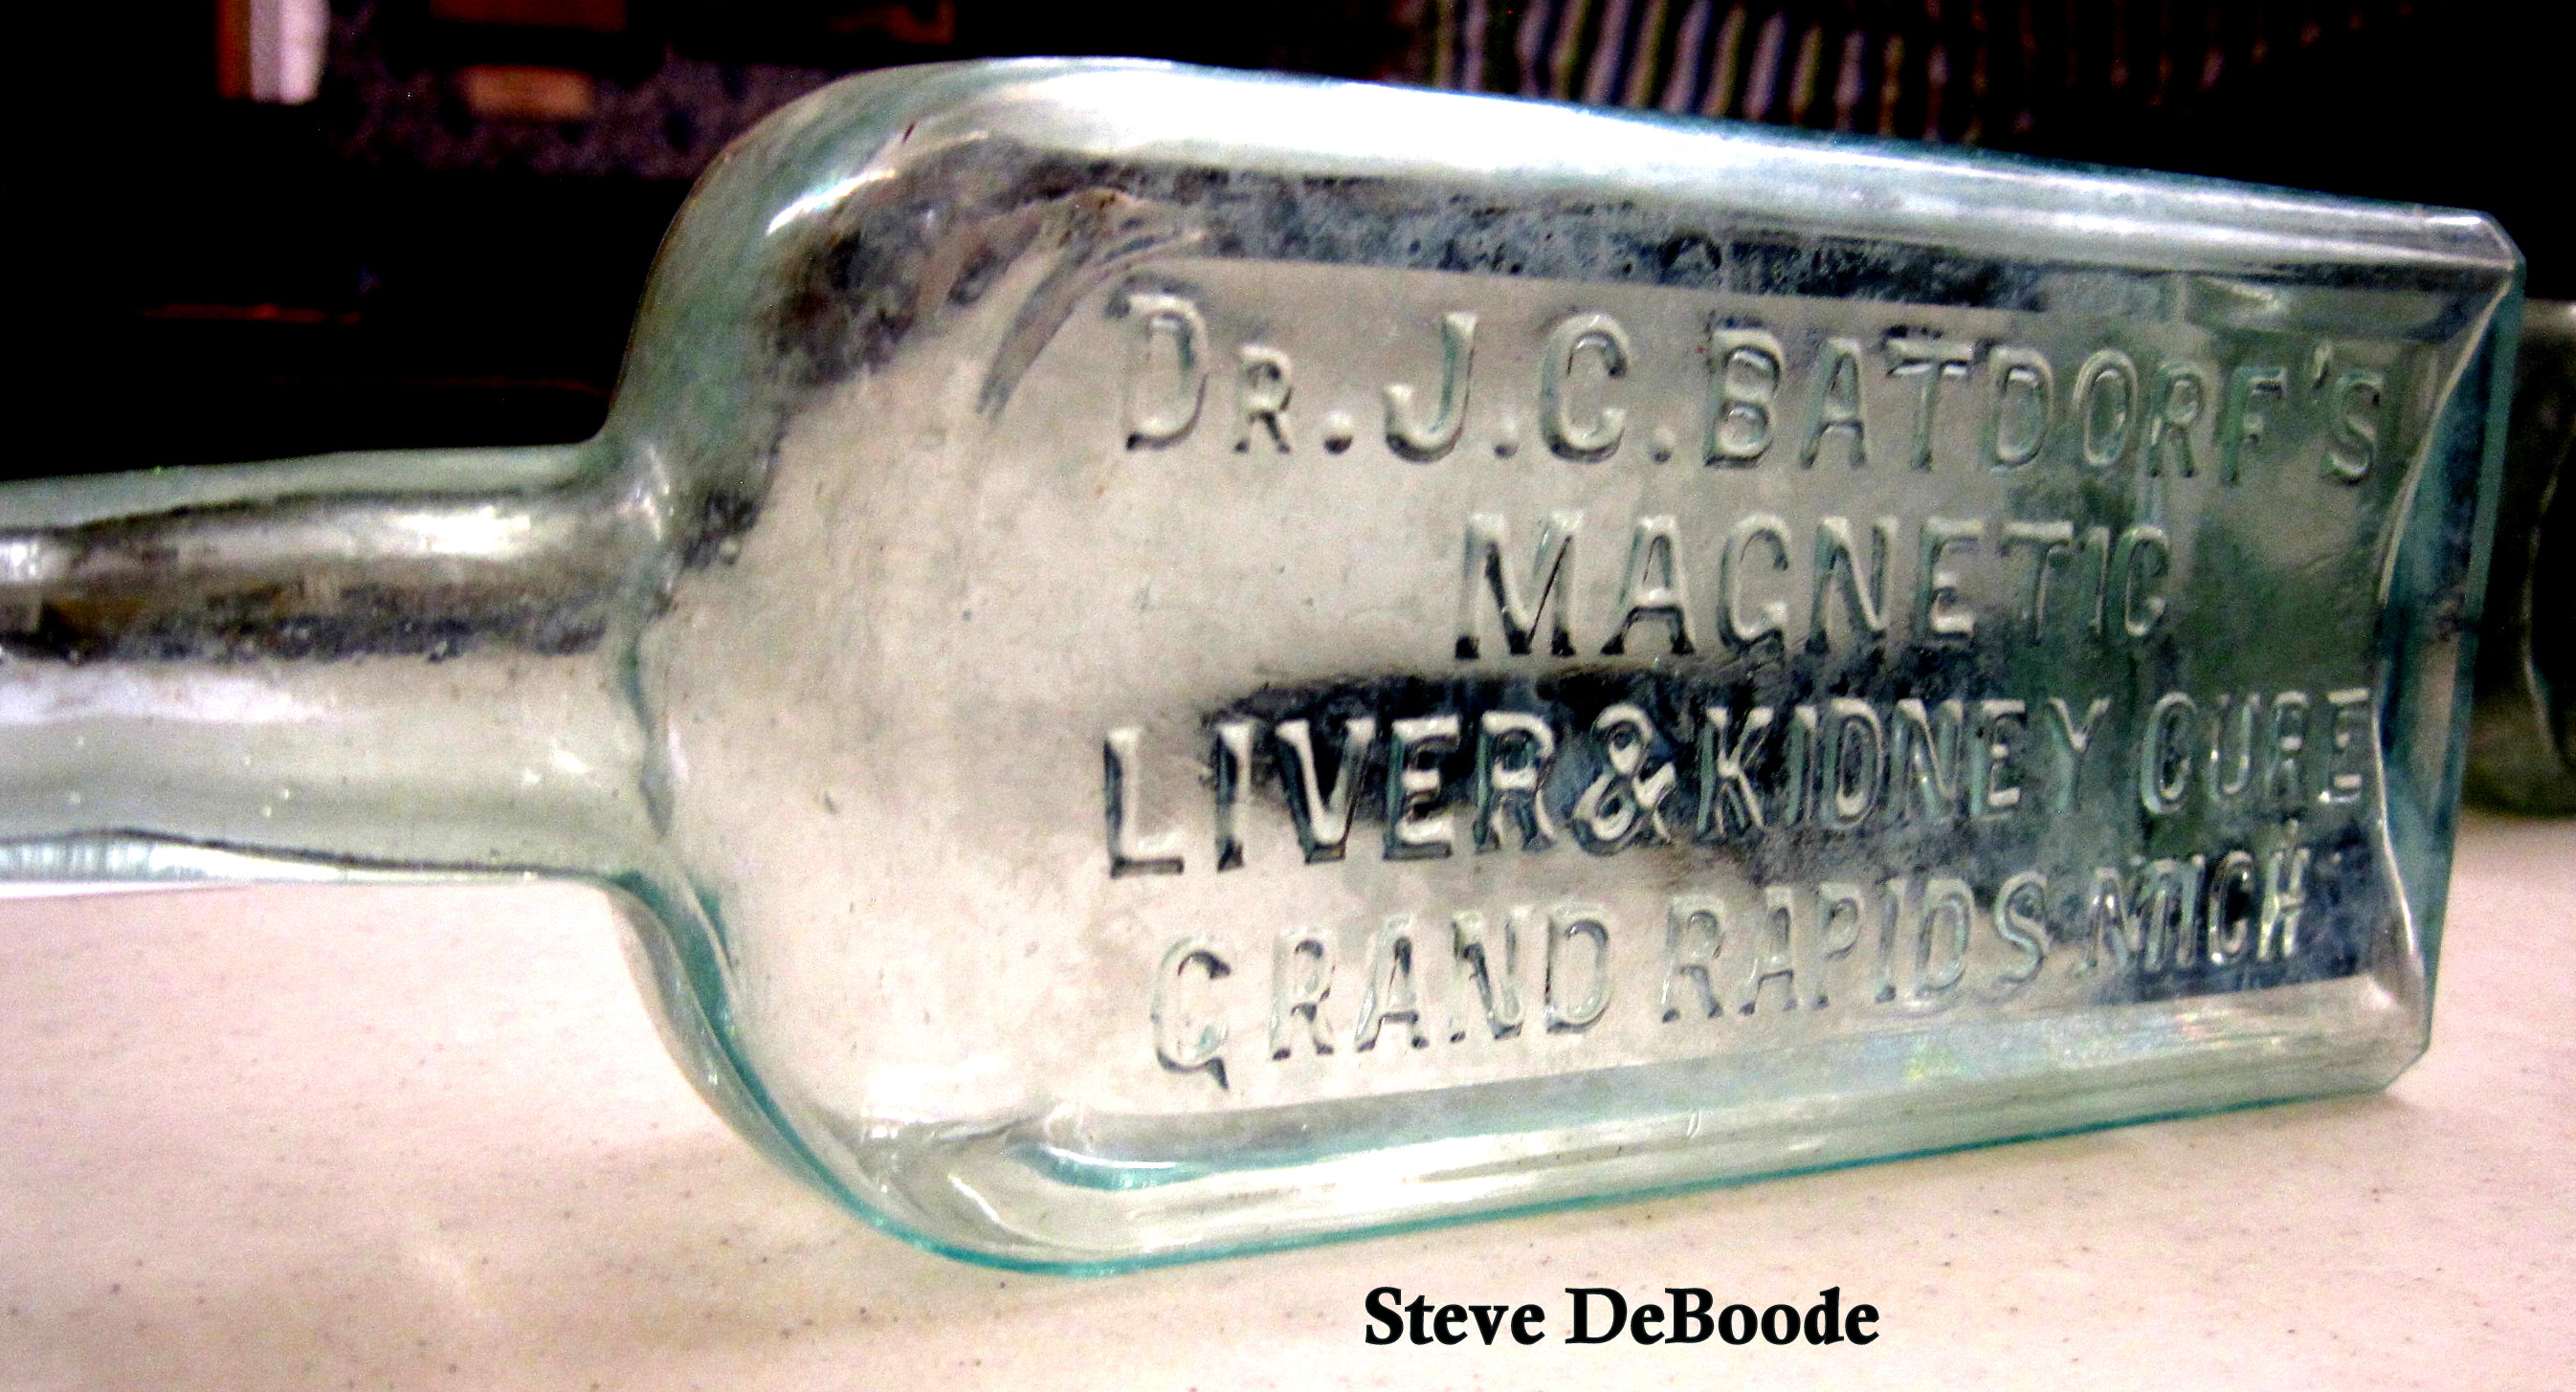 DR. J. C. BATDORF'S
MAGNETIC
LIVER & KIDNEY CURE
GRAND RAPIDS MICH
Steve DeBoode